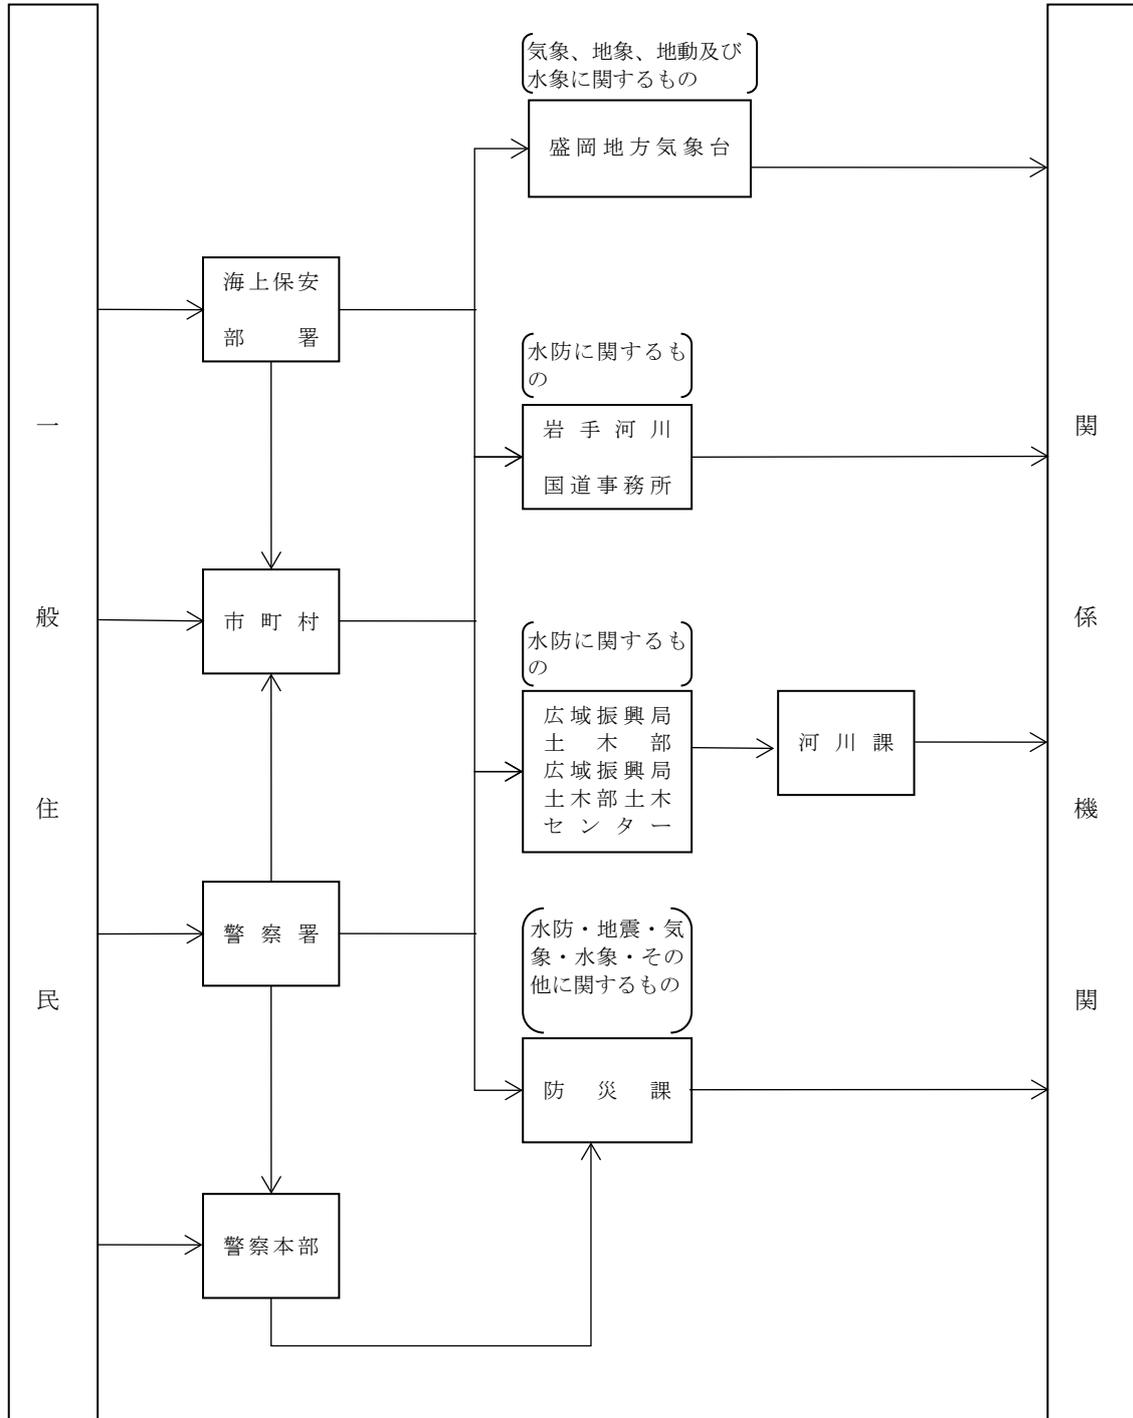 一般住民
気象、地象、地動及び
水象に関するもの
盛岡地方気象台
海上保安
部署
水防に関するも
の
岩手河川
国道事務所
市町村
水防に関するも
の
広域振興局
土木部
広域振興局
土木部土木
センター
河川課
警察署
水防・地震・気
象・水象・その
他に関するもの
防災課
警察本部
関係機関